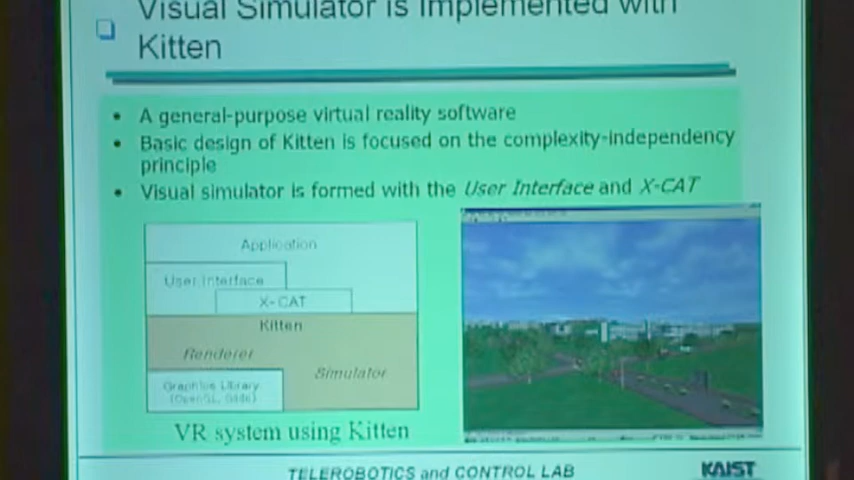 Visual Simulator is Implemented with
Kitten
• A general-purpose virtual reality software
• Basic design of Kitten is focused on the complexity-independency
principle
• Visual simulator is formed with the User Interface and X-CAT
Application
User Interface
X-CAT
Kitten
Renderer
Simulator
Graphics Library
(OpenGL, Glide)
VR system using Kitten
TELEROBOTICS and CONTROL LAB
KAIST